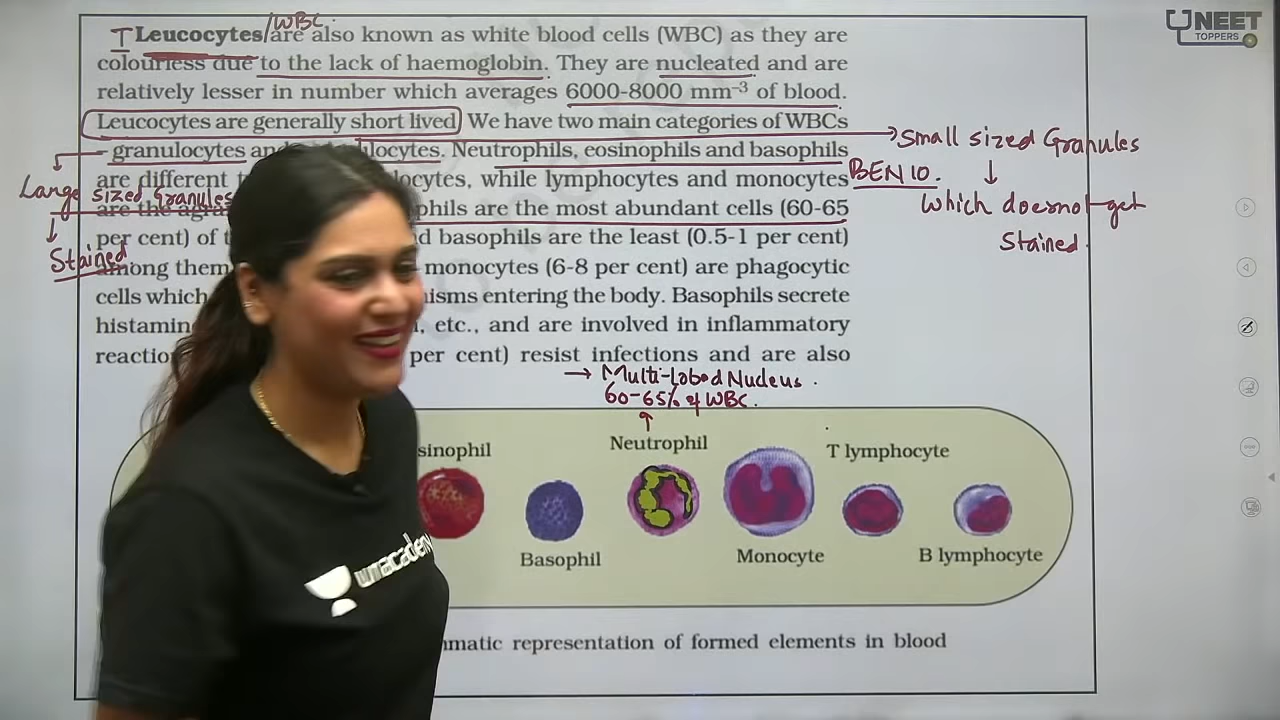 NEET
TOPPERS
T Leucocytes/WBC are also known as white blood cells (WBC) as they are
colourless due to the lack of haemoglobin. They are nucleated and are
relatively lesser in number which averages 6000-8000 mm⁻³ of blood.
Leucocytes are generally short lived. We have two main categories of WBCs
→ Small sized Granules
↓
which doesnot get
Stained.
– granulocytes and locytes. Neutrophils, eosinophils and basophils
BEN 10.
Large sized Granules
↓
Stained
are different locytes, while lymphocytes and monocytes
are the phils are the most abundant cells (60-65
per cent) of basophils are the least (0.5-1 per cent)
among them monocytes (6-8 per cent) are phagocytic
cells which isms entering the body. Basophils secrete
etc., and are involved in inflammatory
per cent) resist infections and are also
→ Multi-lobed Nucleus.
60-65% of WBC.
↑
sinophil
Neutrophil
T lymphocyte
Basophil
Monocyte
B lymphocyte
unacademy
matic representation of formed elements in blood